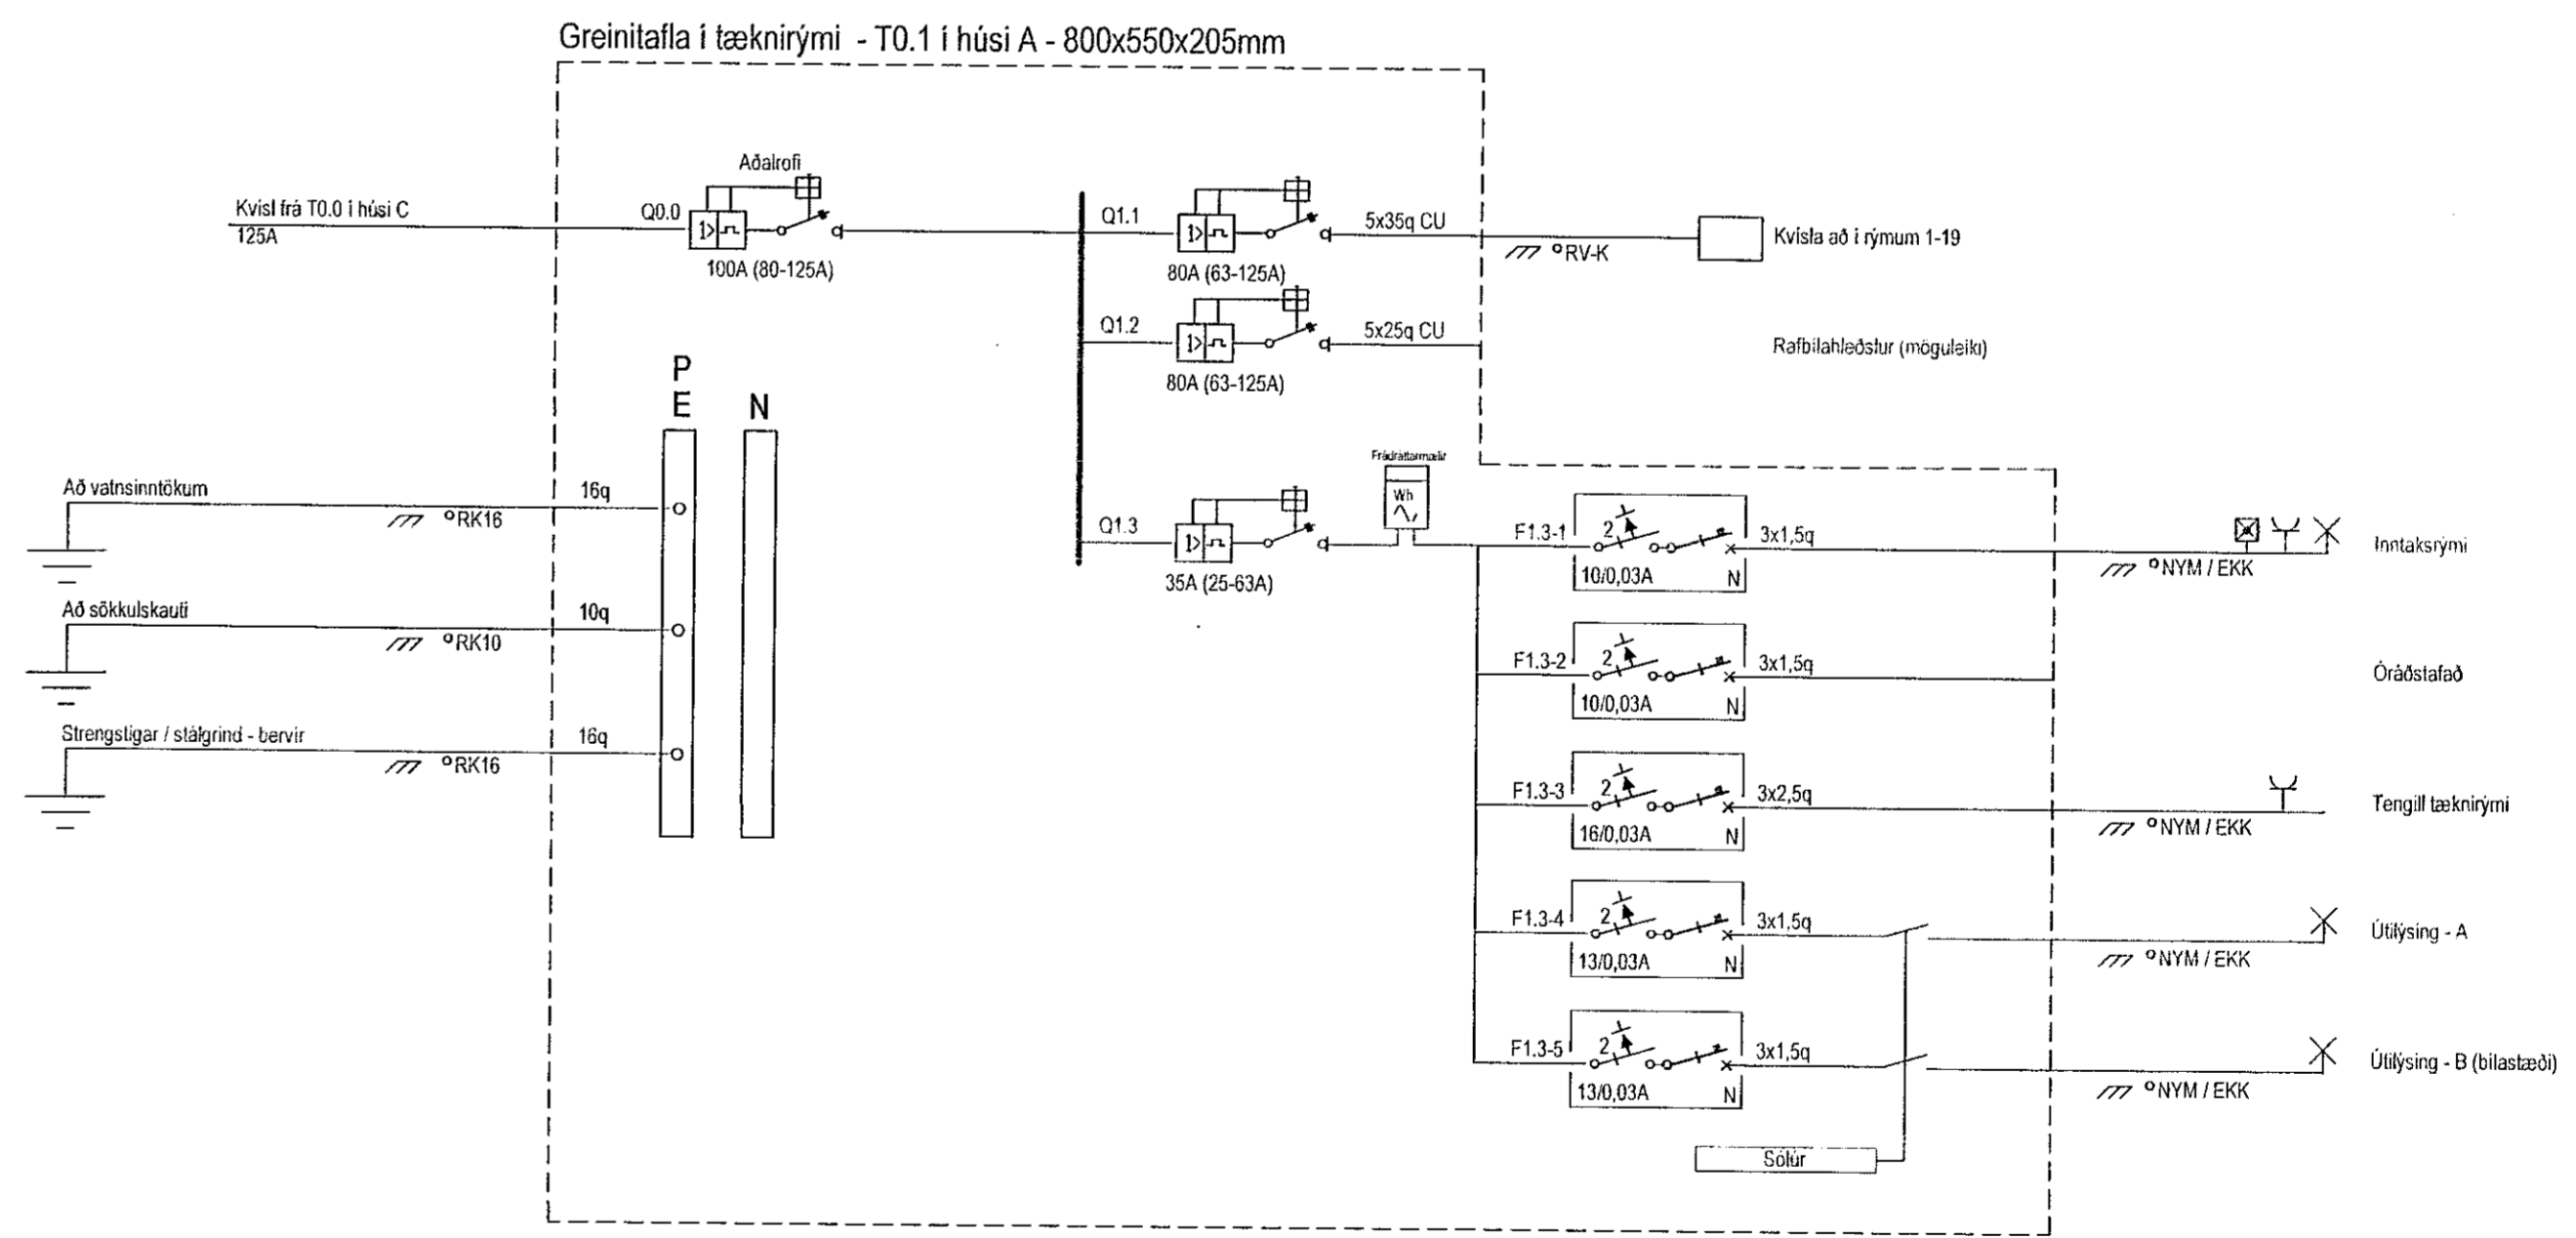 Greinitafla í tæknirými - T0.1 í húsi A - 800x550x205mm
Aðalrofi
Kvísl frá T0.0 í húsi C
125A
Q0.0
100A (80-125A)
Q1.1
80A (63-125A)
5x35q CU
RV-K
Kvísla að í rýmum 1-19
Q1.2
80A (63-125A)
5x25q CU
Rafbílahleðslur (möguleiki)
P
E
N
Að vatnsinntökum
RK16
16q
Að sökkulskauti
RK10
10q
Strengstigar / stálgrind - bervír
RK16
16q
Q1.3
35A (25-63A)
Frádráttarmælir
Wh
F1.3-1
2
10/0,03A
N
3x1,5q
NYM / EKK
Inntaksrými
F1.3-2
2
10/0,03A
N
3x1,5q
Óráðstafað
F1.3-3
2
16/0,03A
N
3x2,5q
NYM / EKK
Tengill tæknirými
F1.3-4
2
13/0,03A
N
3x1,5q
NYM / EKK
Útilýsing - A
F1.3-5
2
13/0,03A
N
3x1,5q
NYM / EKK
Útilýsing - B (bílastæði)
Sólúr